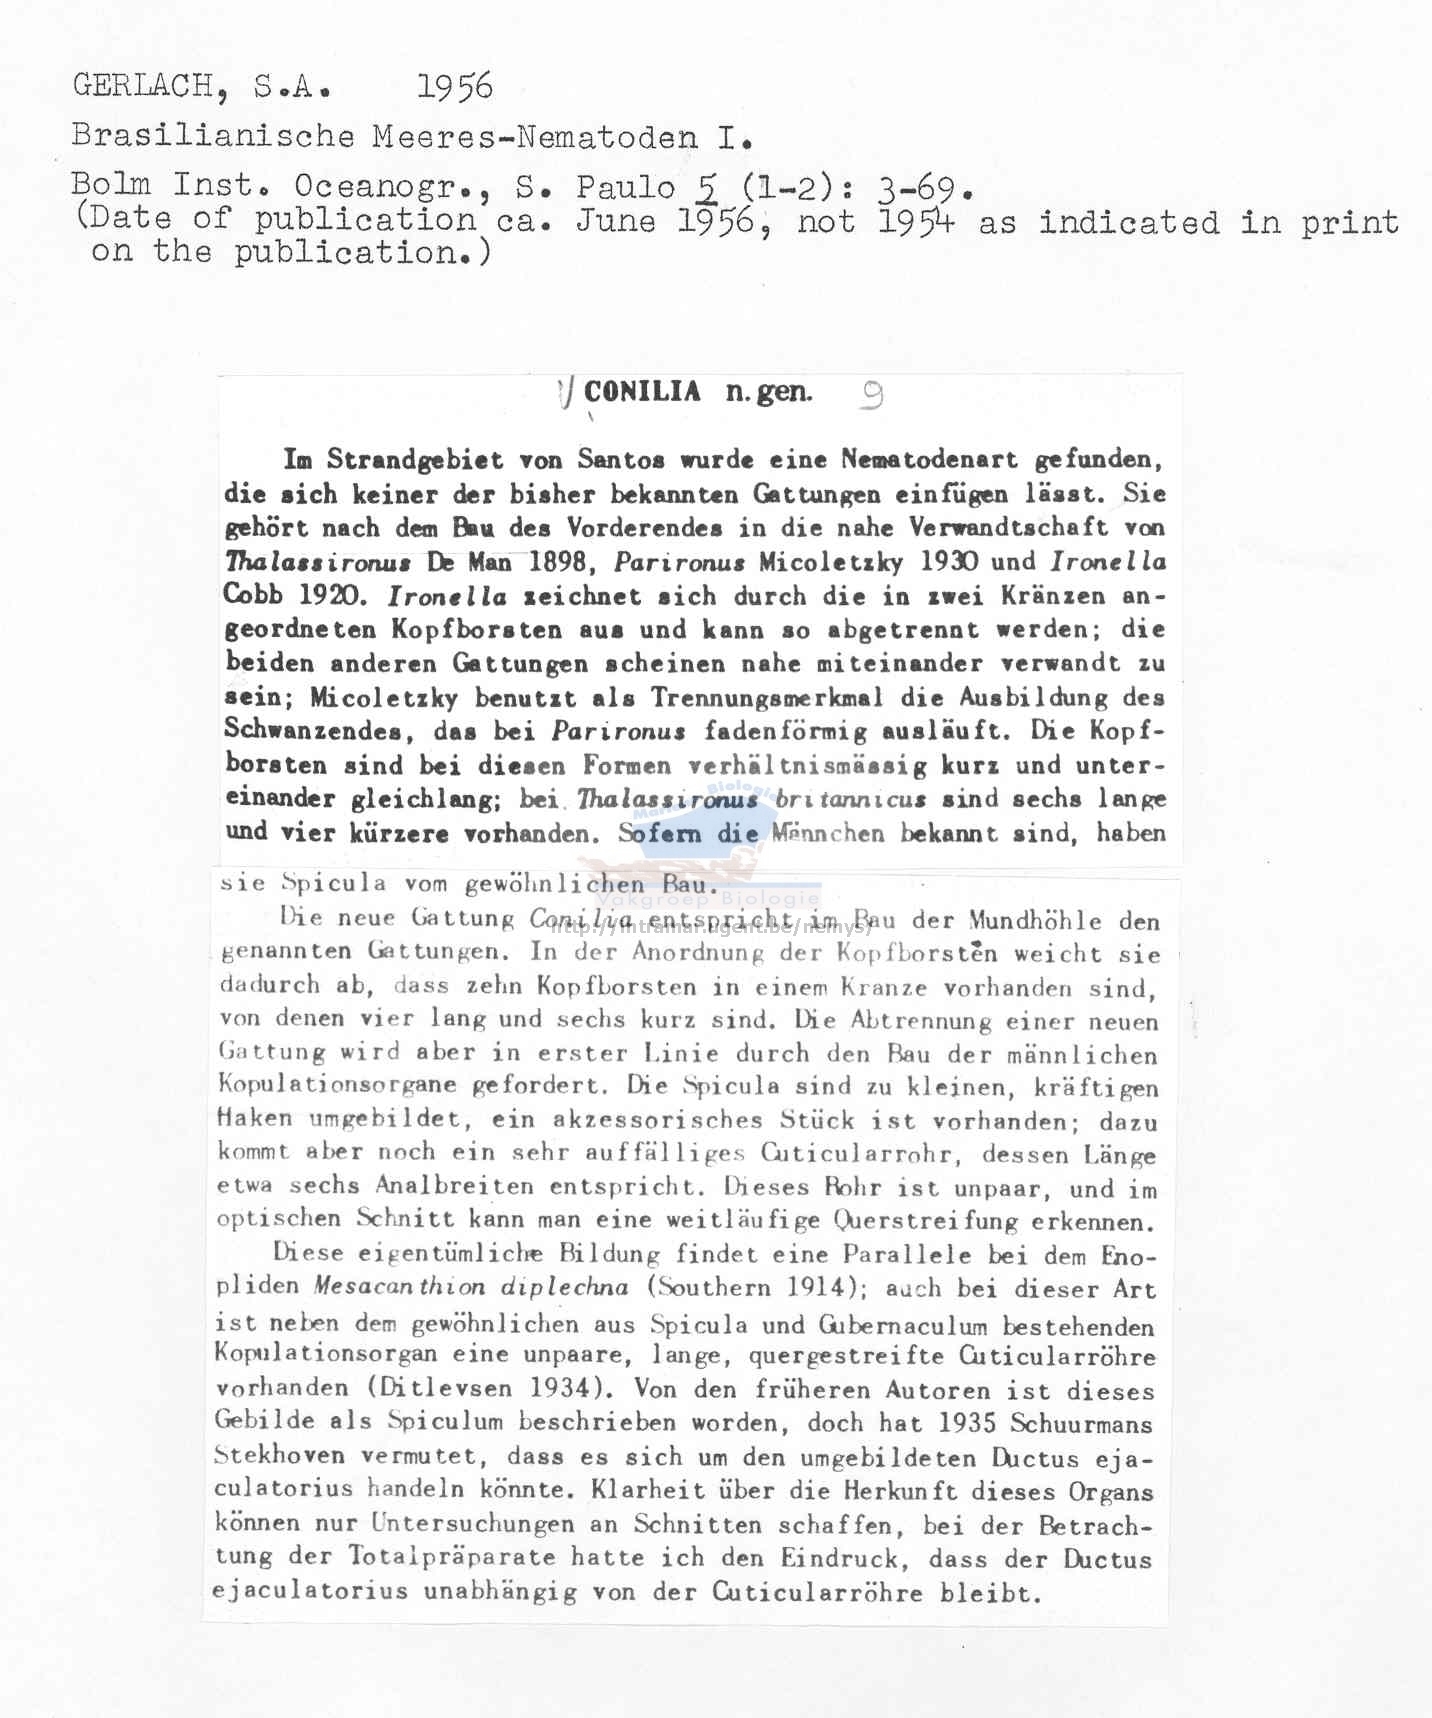 GERLACH, S.A. 1956
Brasilianische Meeres-Nematoden I.
Bolm Inst. Oceanogr., S. Paulo 5 (1-2): 3-69.
(Date of publication ca. June 1956, not 1954 as indicated in print
on the publication.)
CONILIA n. gen. 9
Im Strandgebiet von Santos wurde eine Nematodenart gefunden,
die sich keiner der bisher bekannten Gattungen einfügen lässt. Sie
gehört nach dem Bau des Vorderendes in die nahe Verwandtschaft von
Thalassironus De Man 1898, Parironus Micoletzky 1930 und Ironella
Cobb 1920. Ironella zeichnet sich durch die in zwei Kränzen an-
geordneten Kopfborsten aus und kann so abgetrennt werden; die
beiden anderen Gattungen scheinen nahe miteinander verwandt zu
sein; Micoletzky benutzt als Trennungsmerkmal die Ausbildung des
Schwanzendes, das bei Parironus fadenförmig ausläuft. Die Kopf-
borsten sind bei diesen Formen verhältnismässig kurz und unter-
einander gleichlang; bei Thalassironus britannicus sind sechs lange
und vier kürzere vorhanden. Sofern die Männchen bekannt sind, haben
sie Spicula vom gewöhnlichen Bau.
Marine Biologie
Vakgroep Biologie
http://intramar.ugent.be/nemys/
Die neue Gattung Conilia entspricht im Bau der Mundhöhle den
genannten Gattungen. In der Anordnung der Kopfborsten weicht sie
dadurch ab, dass zehn Kopfborsten in einem Kranze vorhanden sind,
von denen vier lang und sechs kurz sind. Die Abtrennung einer neuen
Gattung wird aber in erster Linie durch den Bau der männlichen
Kopulationsorgane gefordert. Die Spicula sind zu kleinen, kräftigen
Haken umgebildet, ein akzessorisches Stück ist vorhanden; dazu
kommt aber noch ein sehr auffälliges Cuticularrohr, dessen Länge
etwa sechs Analbreiten entspricht. Dieses Rohr ist unpaar, und im
optischen Schnitt kann man eine weitläufige Querstreifung erkennen.
Diese eigentümliche Bildung findet eine Parallele bei dem Eno-
pliden Mesacanthion diplechna (Southern 1914); auch bei dieser Art
ist neben dem gewöhnlichen aus Spicula und Gubernaculum bestehenden
Kopulationsorgan eine unpaare, lange, quergestreifte Cuticularröhre
vorhanden (Ditlevsen 1934). Von den früheren Autoren ist dieses
Gebilde als Spiculum beschrieben worden, doch hat 1935 Schuurmans
Stekhoven vermutet, dass es sich um den umgebildeten Ductus eja-
culatorius handeln könnte. Klarheit über die Herkunft dieses Organs
können nur Untersuchungen an Schnitten schaffen, bei der Betrach-
tung der Totalpräparate hatte ich den Eindruck, dass der Ductus
ejaculatorius unabhängig von der Cuticularröhre bleibt.